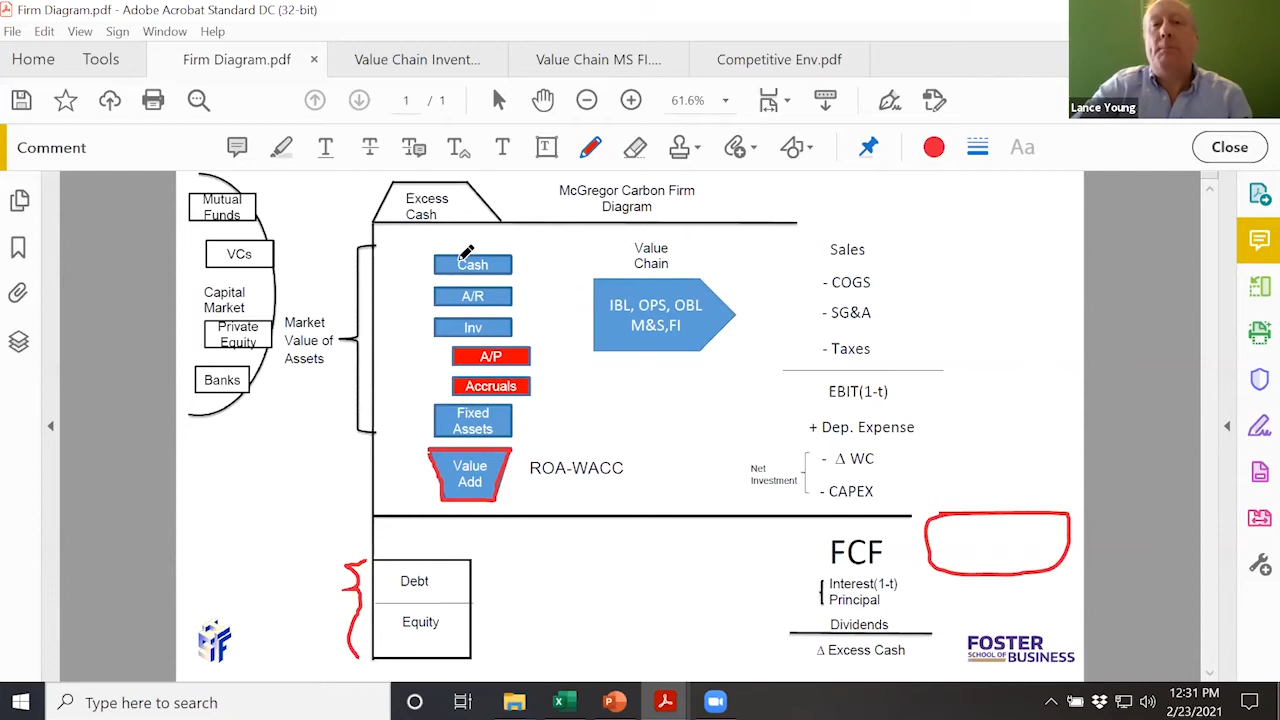 Firm Diagram.pdf - Adobe Acrobat Standard DC (32-bit)
File Edit View Sign Window Help
Home Tools Firm Diagram.pdf × Value Chain Invent... Value Chain MS FI.... Competitive Env.pdf
1 / 1 61.6%
Lance Young
Comment T T T T T Aa Close
Mutual
Funds
VCs
Capital
Market
Private
Equity
Banks
Market
Value of
Assets
Excess
Cash
McGregor Carbon Firm
Diagram
Cash
A/R
Inv
A/P
Accruals
Fixed
Assets
Value
Add
ROA-WACC
Value
Chain
IBL, OPS, OBL
M&S,FI
Sales
- COGS
- SG&A
- Taxes
EBIT(1-t)
+ Dep. Expense
Net
Investment
- Δ WC
- CAPEX
Debt
Equity
FCF
Interest(1-t)
Principal
Dividends
Δ Excess Cash
FOSTER
SCHOOL OF BUSINESS
Type here to search
12:31 PM
2/23/2021